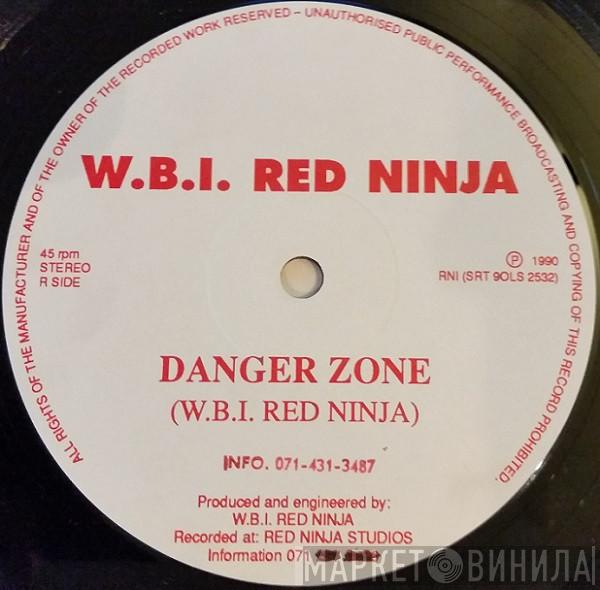 ALL RIGHTS OF THE MANUFACTURER AND OF THE OWNER OF THE RECORDED WORK RESERVED – UNAUTHORISED PUBLIC PERFORMANCE BROADCASTING AND COPYING OF THIS RECORD PROHIBITED.
W.B.I. RED NINJA
45 rpm
STEREO
R SIDE
Ⓟ 1990
RNI (SRT 9OLS 2532)
DANGER ZONE
(W.B.I. RED NINJA)
INFO. 071-431-3487
Produced and engineered by:
W.B.I. RED NINJA
Recorded at: RED NINJA STUDIOS
Information 071
МАРКЕТ ВИНИЛА